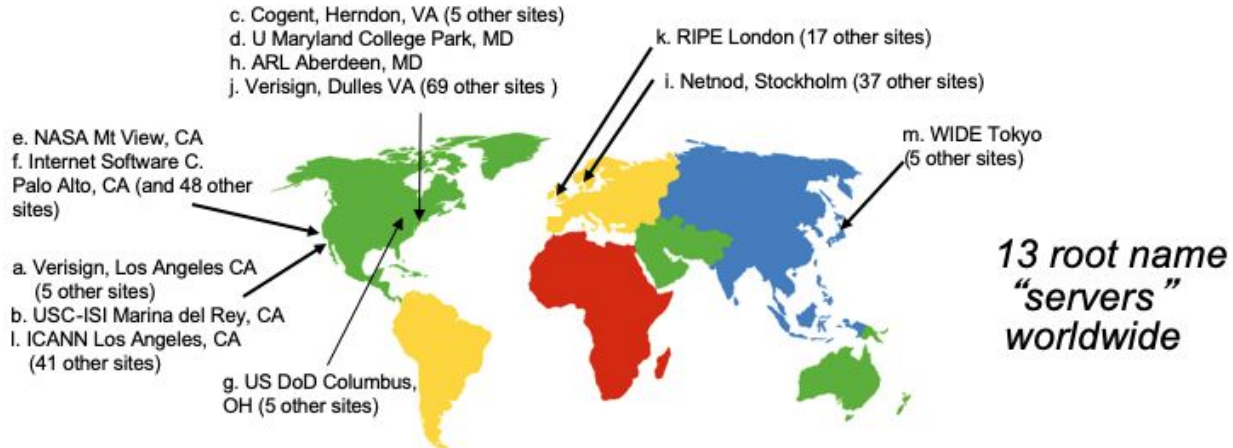 c. Cogent, Herndon, VA (5 other sites)
d. U Maryland College Park, MD
h. ARL Aberdeen, MD
j. Verisign, Dulles VA (69 other sites )
k. RIPE London (17 other sites)
i. Netnod, Stockholm (37 other sites)
m. WIDE Tokyo
(5 other sites)
e. NASA Mt View, CA
f. Internet Software C.
Palo Alto, CA (and 48 other
sites)
a. Verisign, Los Angeles CA
(5 other sites)
b. USC-ISI Marina del Rey, CA
l. ICANN Los Angeles, CA
(41 other sites)
g. US DoD Columbus,
OH (5 other sites)
13 root name
“servers”
worldwide